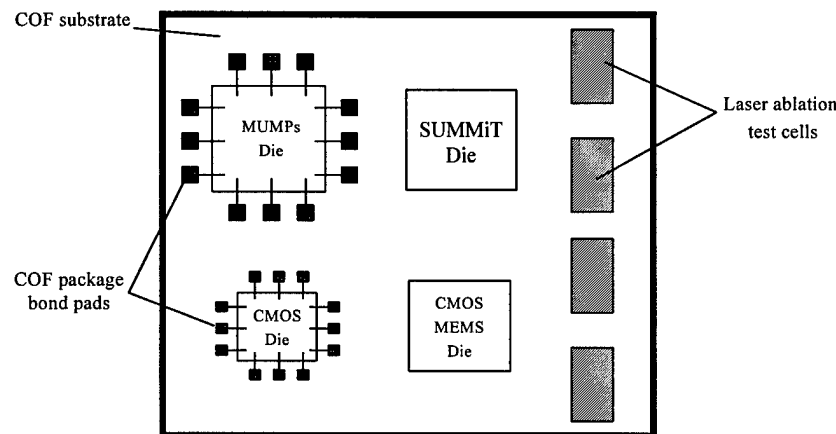 COF substrate
MUMPs
Die
SUMMiT
Die
Laser ablation
test cells
COF package
bond pads
CMOS
Die
CMOS
MEMS
Die